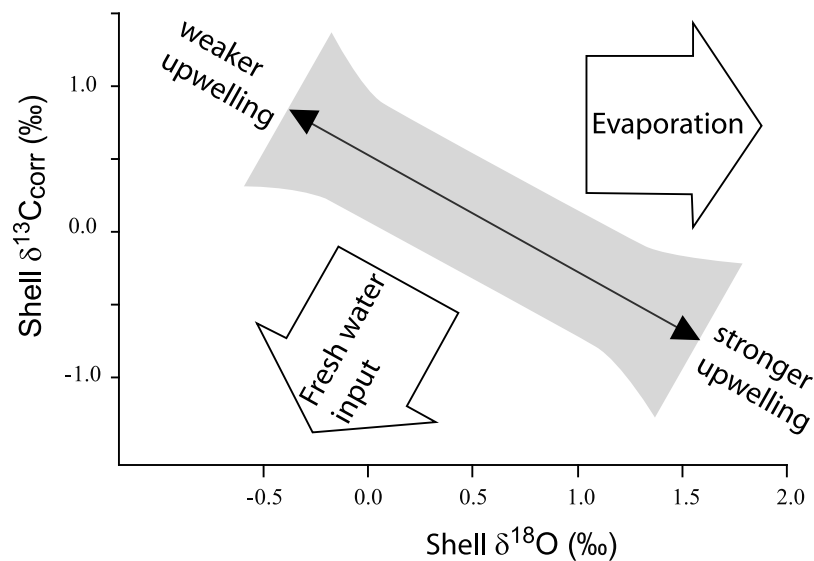 weaker
upwelling
Evaporation
Fresh water
input
stronger
upwelling
Shell δ¹³Ccorr (‰)
1.0
0.0
-1.0
-0.5
0.0
0.5
1.0
1.5
2.0
Shell δ¹⁸O (‰)